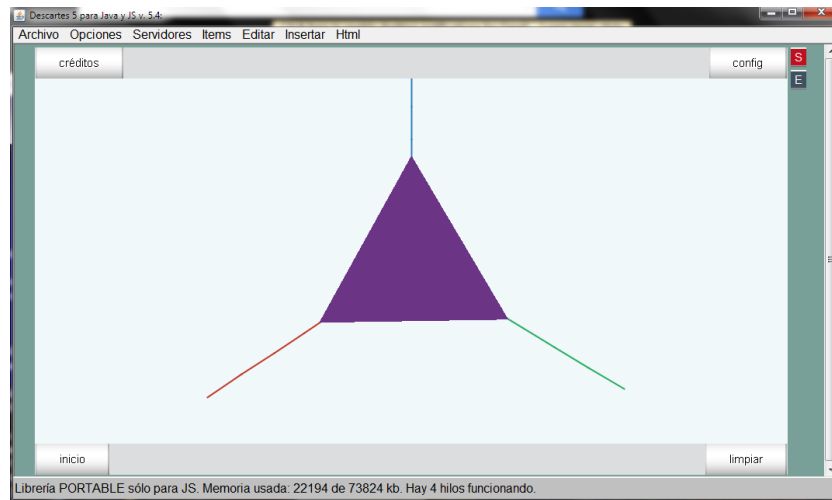 Descartes 5 para Java y JS v. 5.4:
Archivo Opciones Servidores Items Editar Insertar Html
créditos
config
S
E
inicio
limpiar
Librería PORTABLE sólo para JS. Memoria usada: 22194 de 73824 kb. Hay 4 hilos funcionando.